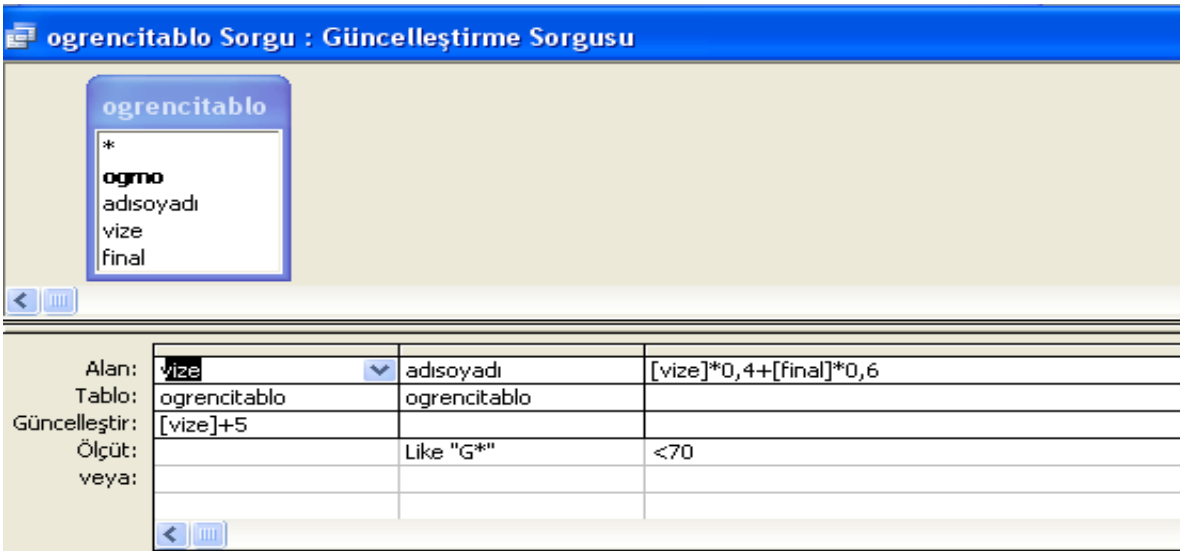 ogrencitablo Sorgu : Güncelleştirme Sorgusu
ogrencitablo
*
ogrno
adısoyadı
vize
final
Alan: vize adısoyadı [vize]*0,4+[final]*0,6
Tablo: ogrencitablo ogrencitablo
Güncelleştir: [vize]+5
Ölçüt: Like "G*" <70
veya: